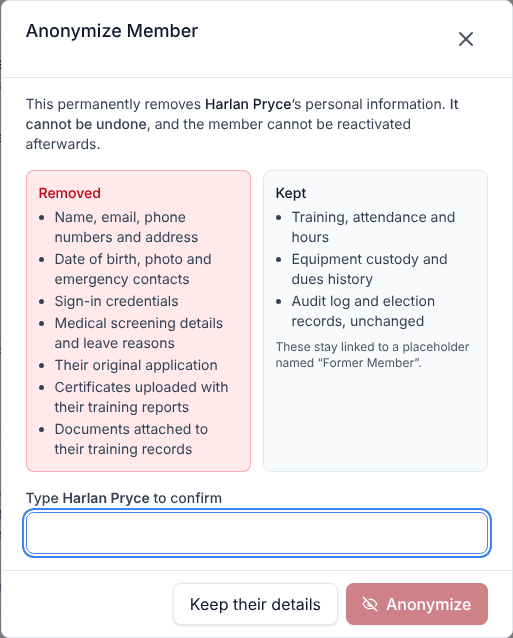 Anonymize Member
This permanently removes Harlan Pryce’s personal information. It
cannot be undone, and the member cannot be reactivated
afterwards.
Removed
• Name, email, phone
numbers and address
• Date of birth, photo and
emergency contacts
• Sign-in credentials
• Medical screening details
and leave reasons
• Their original application
• Certificates uploaded with
their training reports
• Documents attached to
their training records
Kept
• Training, attendance and
hours
• Equipment custody and
dues history
• Audit log and election
records, unchanged
These stay linked to a placeholder
named “Former Member”.
Type Harlan Pryce to confirm
Keep their details
Anonymize